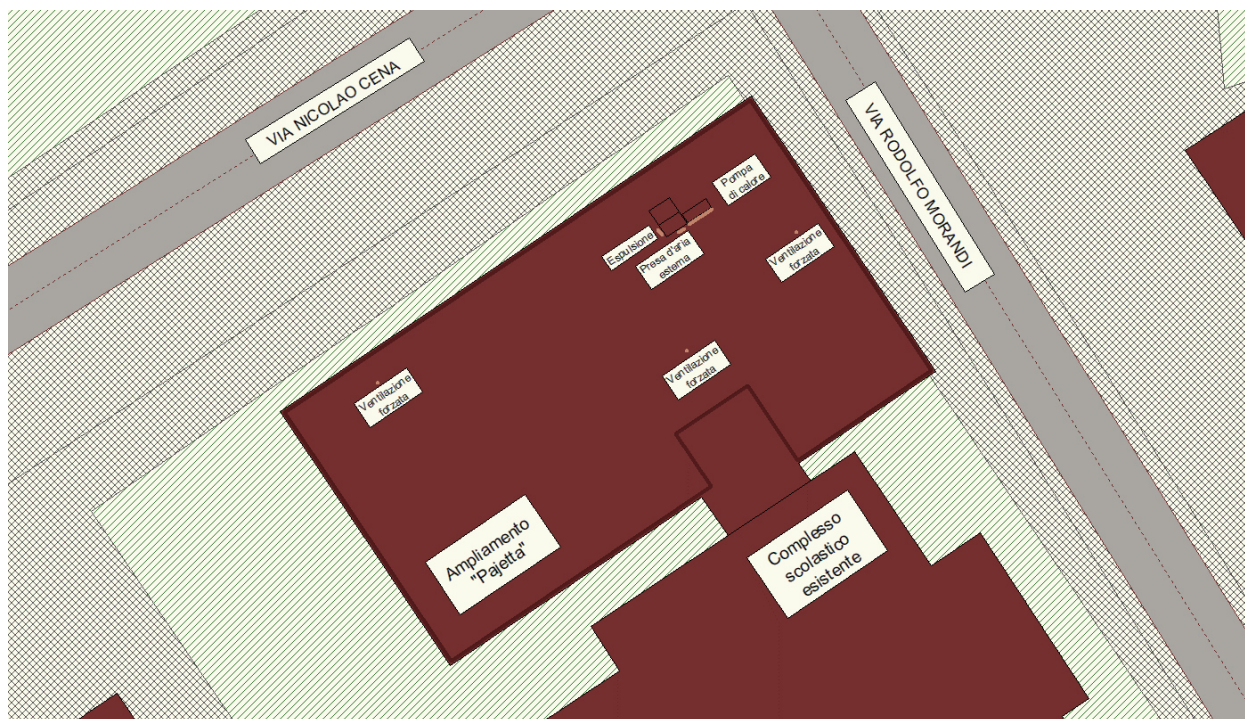 VIA NICOLAO CENA
VIA RODOLFO MORANDI
Pompa
di calore
Espulsione
Presa d'aria
esterna
Ventilazione
forzata
Ventilazione
forzata
Ventilazione
forzata
Ampliamento
"Pajetta"
Complesso
scolastico
esistente